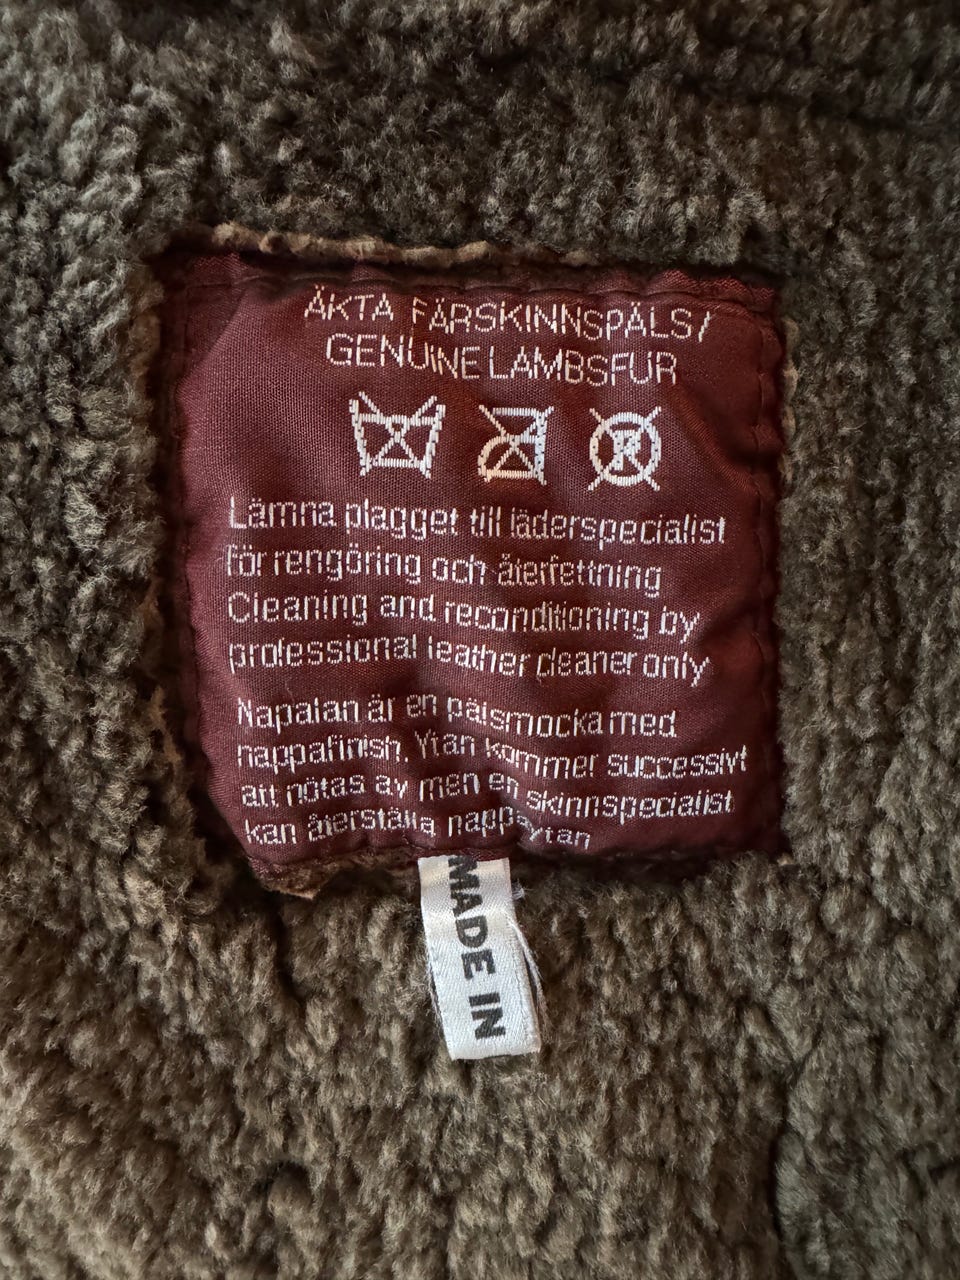 ÄKTA FÅRSKINNSPÄLS/
GENUINE LAMBSFUR
Lämna plagget till läderspecialist
för rengöring och återfettning
Cleaning and reconditioning by
professional leather cleaner only
Napalan är en pälsmocka med
nappafinish. Ytan kommer successivt
att nötas av men en skinnspecialist
kan återställa nappaytan
MADE IN